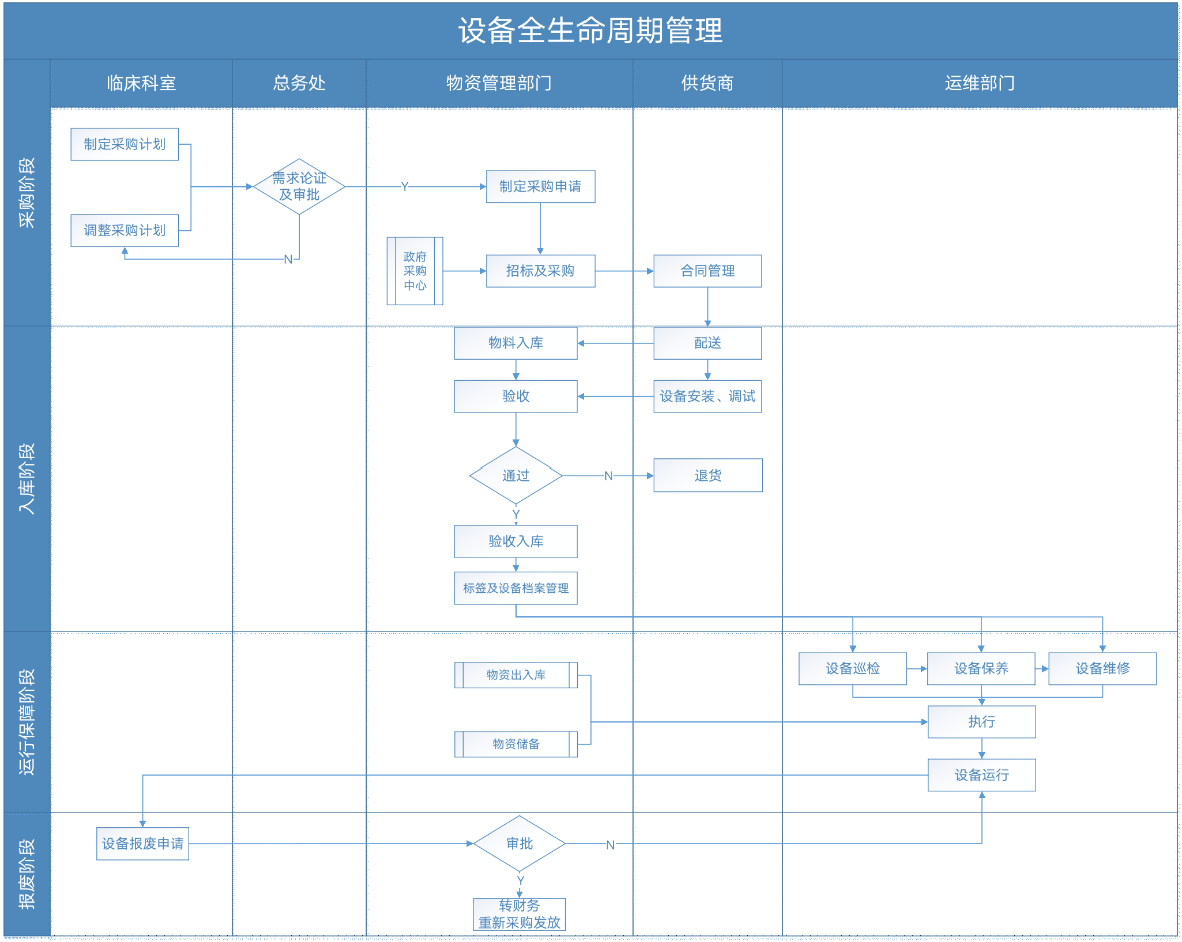 设备全生命周期管理
临床科室
总务处
物资管理部门
供货商
运维部门
采购阶段
制定采购计划
需求论证
及审批
Y
制定采购申请
调整采购计划
N
政府
采购
中心
招标及采购
合同管理
入库阶段
物料入库
配送
验收
设备安装、调试
通过
N
退货
Y
验收入库
标签及设备档案管理
运行保障阶段
设备巡检
设备保养
设备维修
物资出入库
执行
物资储备
设备运行
报废阶段
设备报废申请
审批
N
Y
转财务
重新采购发放